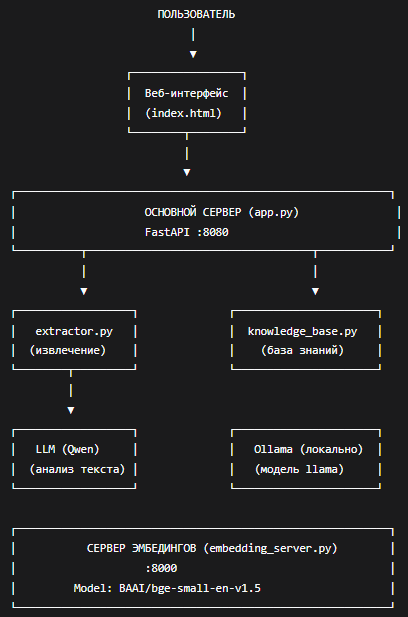 ПОЛЬЗОВАТЕЛЬ
Веб-интерфейс
(index.html)
ОСНОВНОЙ СЕРВЕР (app.py)
FastAPI :8080
extractor.py
(извлечение)
knowledge_base.py
(база знаний)
LLM (Qwen)
(анализ текста)
Ollama (локально)
(модель llama)
СЕРВЕР ЭМБЕДИНГОВ (embedding_server.py)
:8000
Model: BAAI/bge-small-en-v1.5